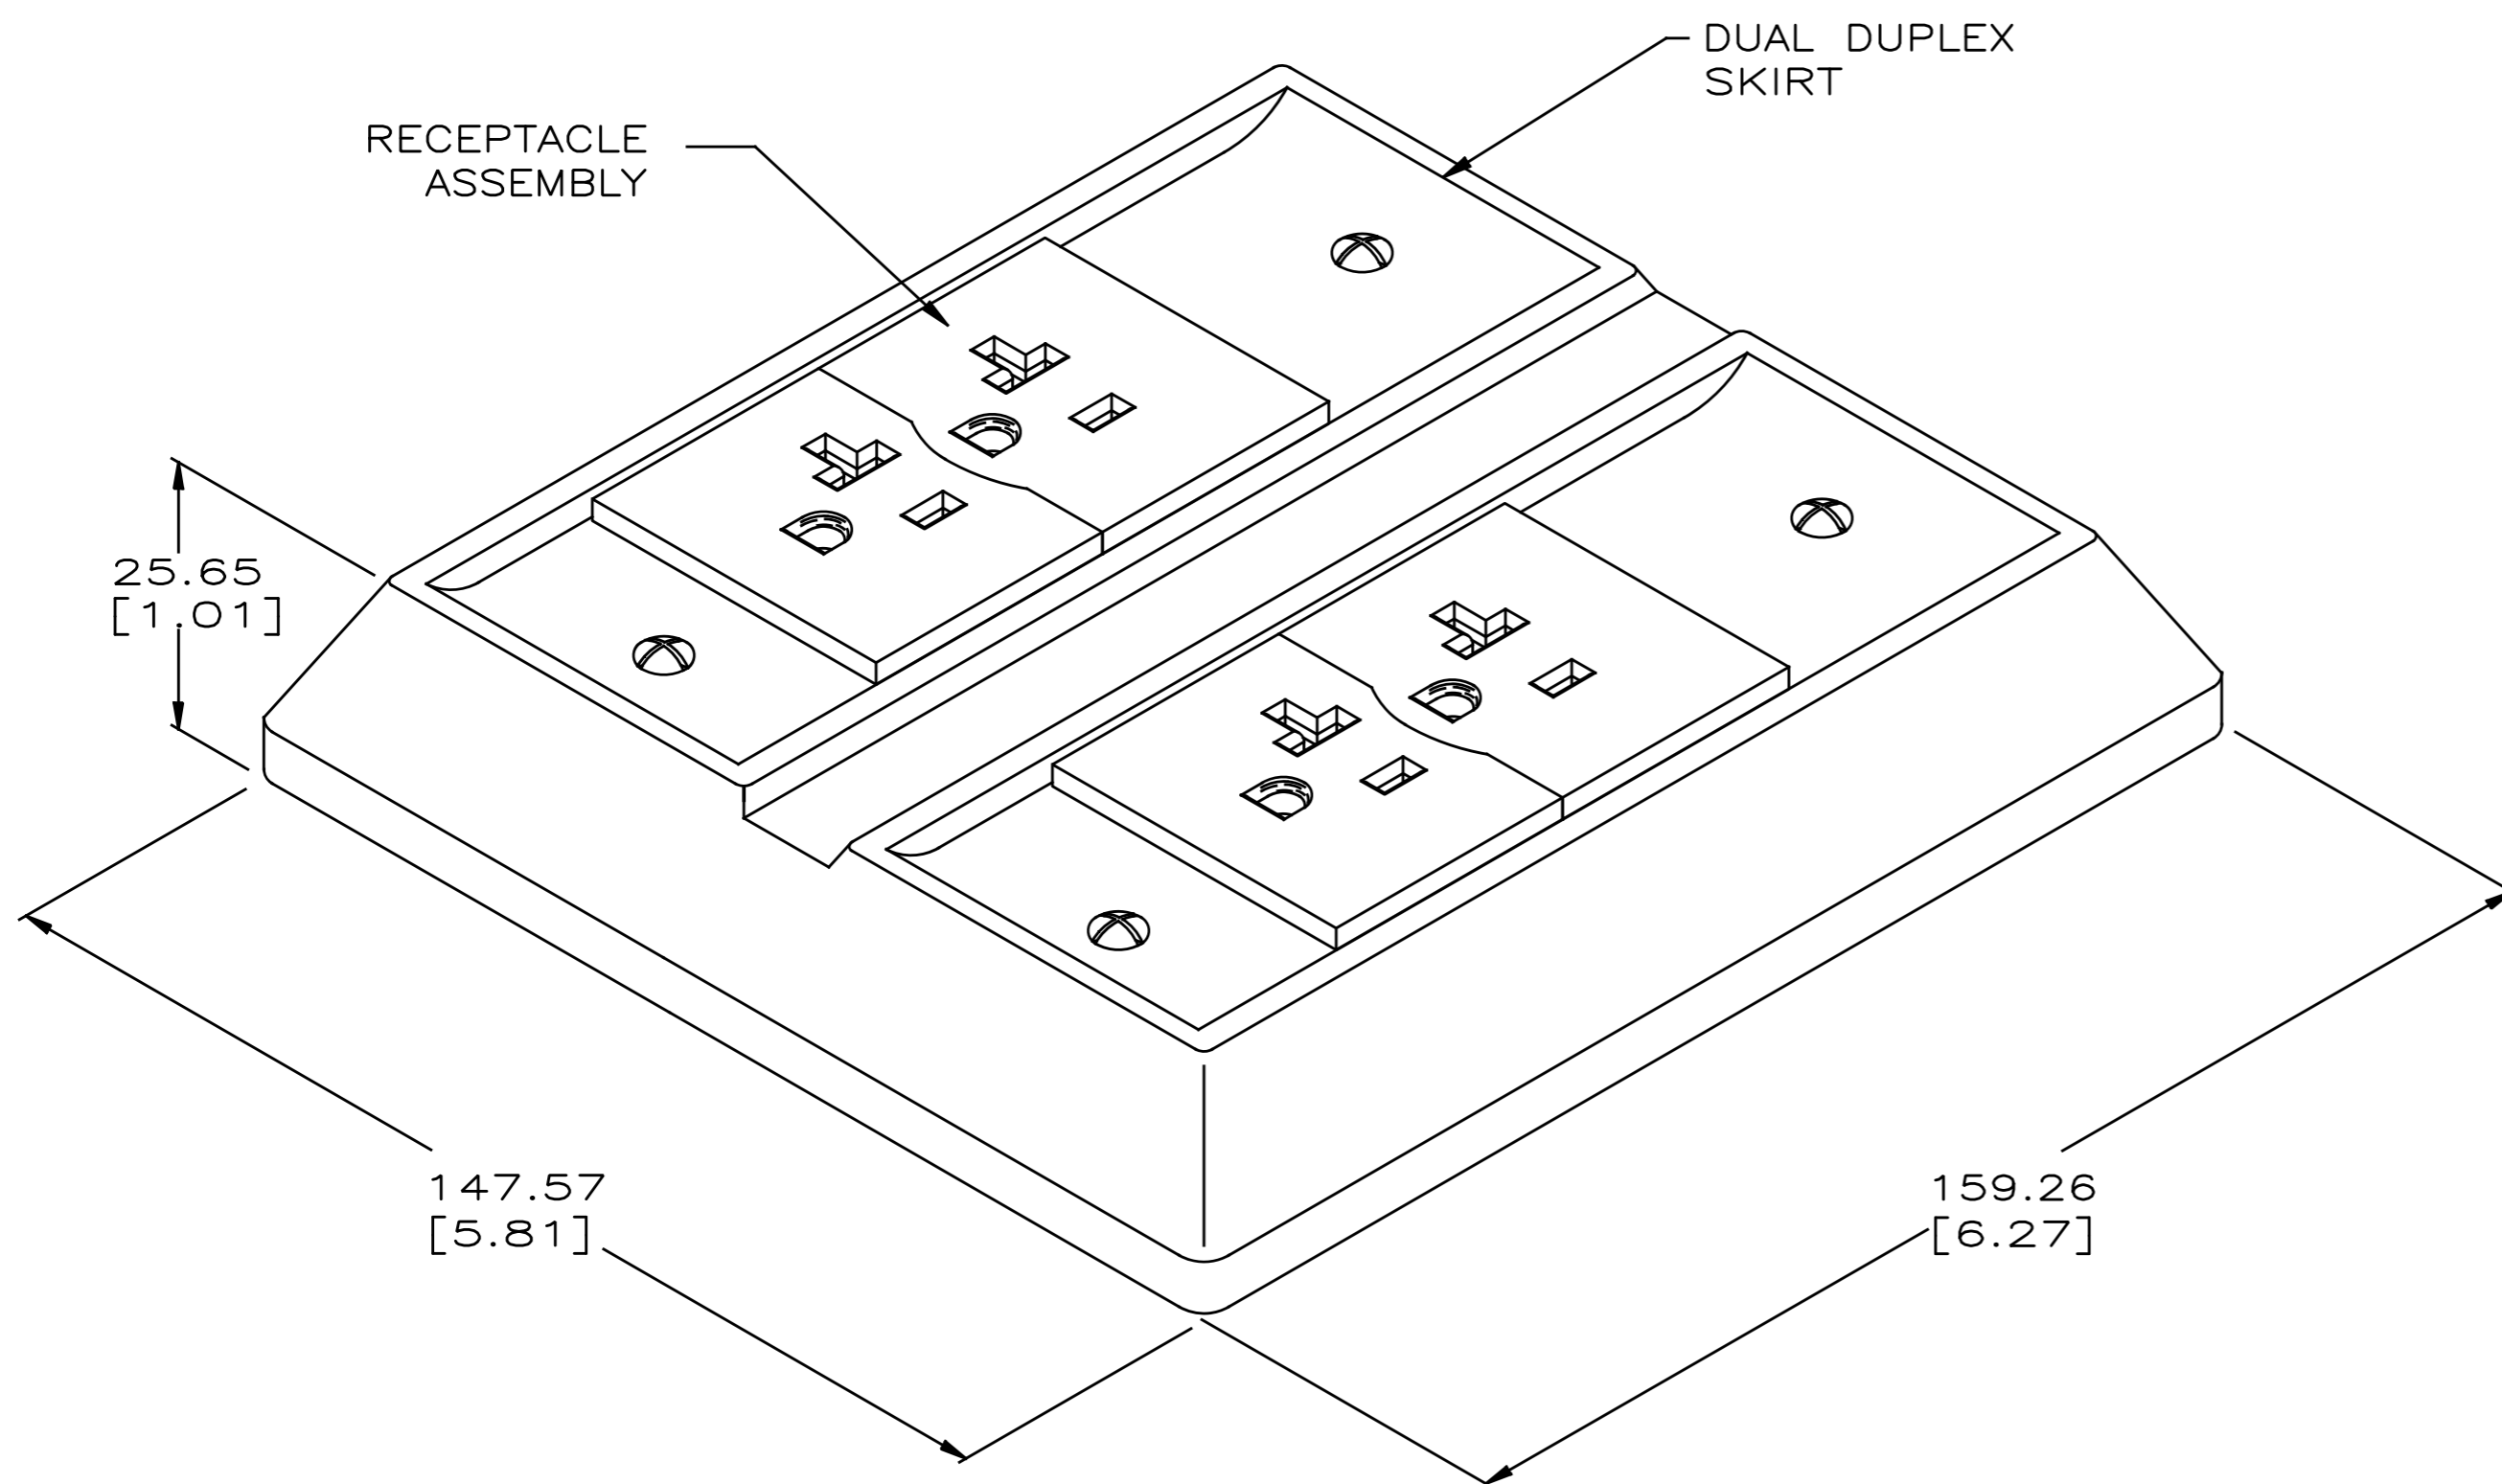 DUAL DUPLEX
SKIRT
RECEPTACLE
ASSEMBLY
25.65
[1.01]
147.57
[5.81]
159.26
[6.27]